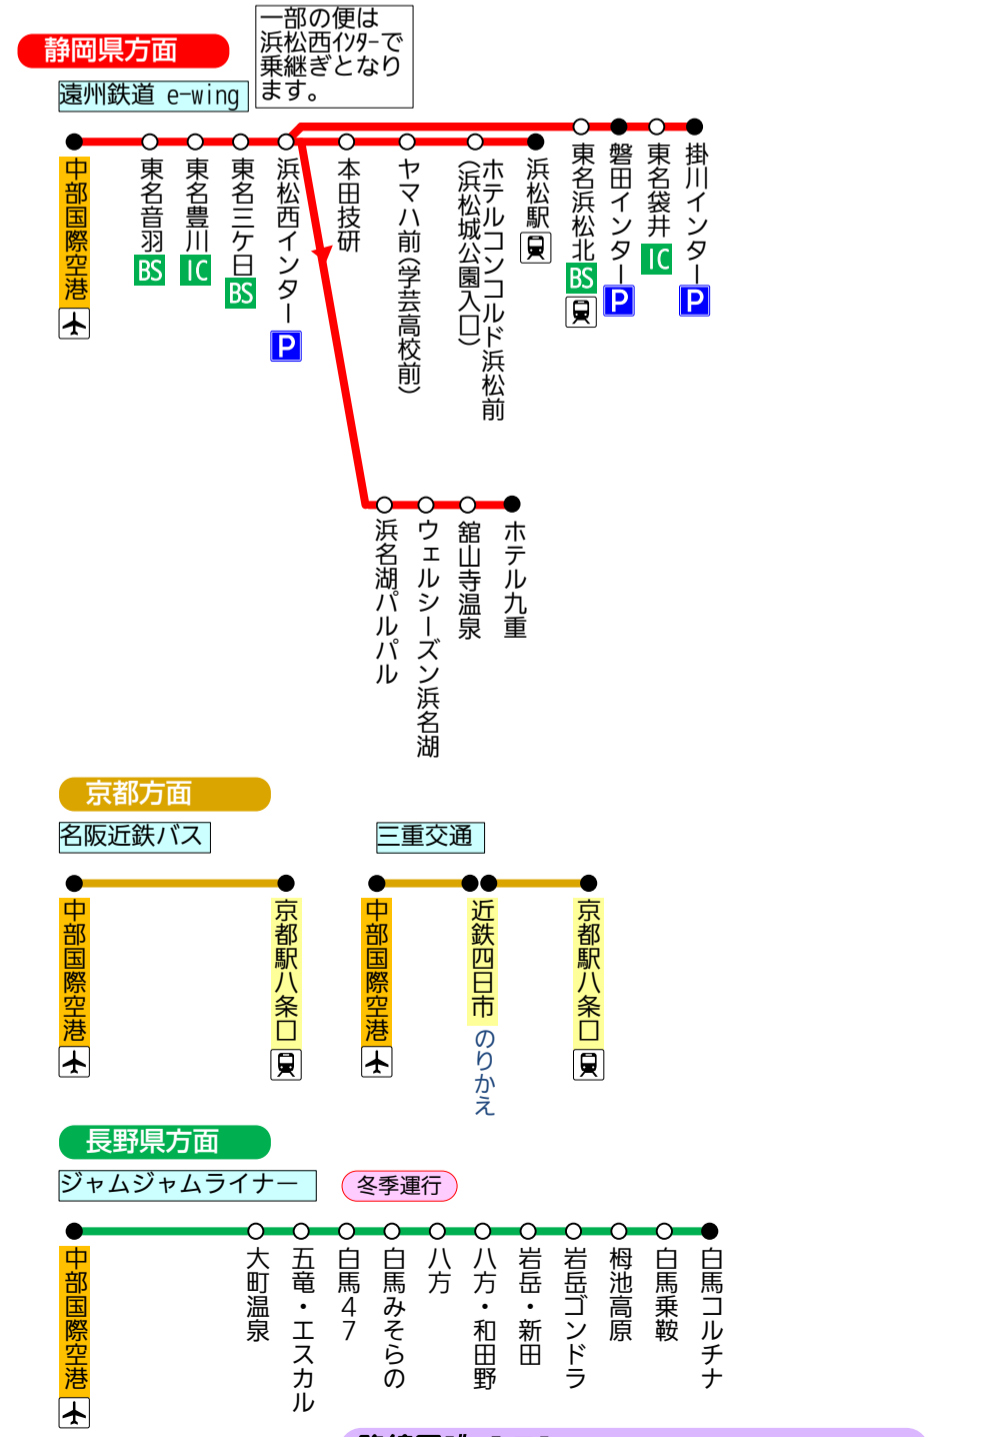 一部の便は
浜松西ｲﾝﾀｰで
乗継ぎとなり
ます。
静岡県方面
遠州鉄道 e-wing
中部国際空港
東名音羽
BS
東名豊川
IC
東名三ケ日
BS
浜松西インター
P
本田技研
ヤマハ前(学芸高校前)
ホテルコンコルド浜松前
(浜松城公園入口)
浜松駅
東名浜松北
BS
磐田インター
P
東名袋井
IC
掛川インター
P
浜名湖パルパル
ウェルシーズン浜名湖
舘山寺温泉
ホテル九重
京都方面
名阪近鉄バス
中部国際空港
京都駅八条口
三重交通
中部国際空港
近鉄四日市
のりかえ
京都駅八条口
長野県方面
ジャムジャムライナー
冬季運行
中部国際空港
大町温泉
五竜・エスカル
白馬47
白馬みそらの
八方
八方・和田野
岩岳・新田
岩岳ゴンドラ
栂池高原
白馬乗鞍
白馬コルチナ